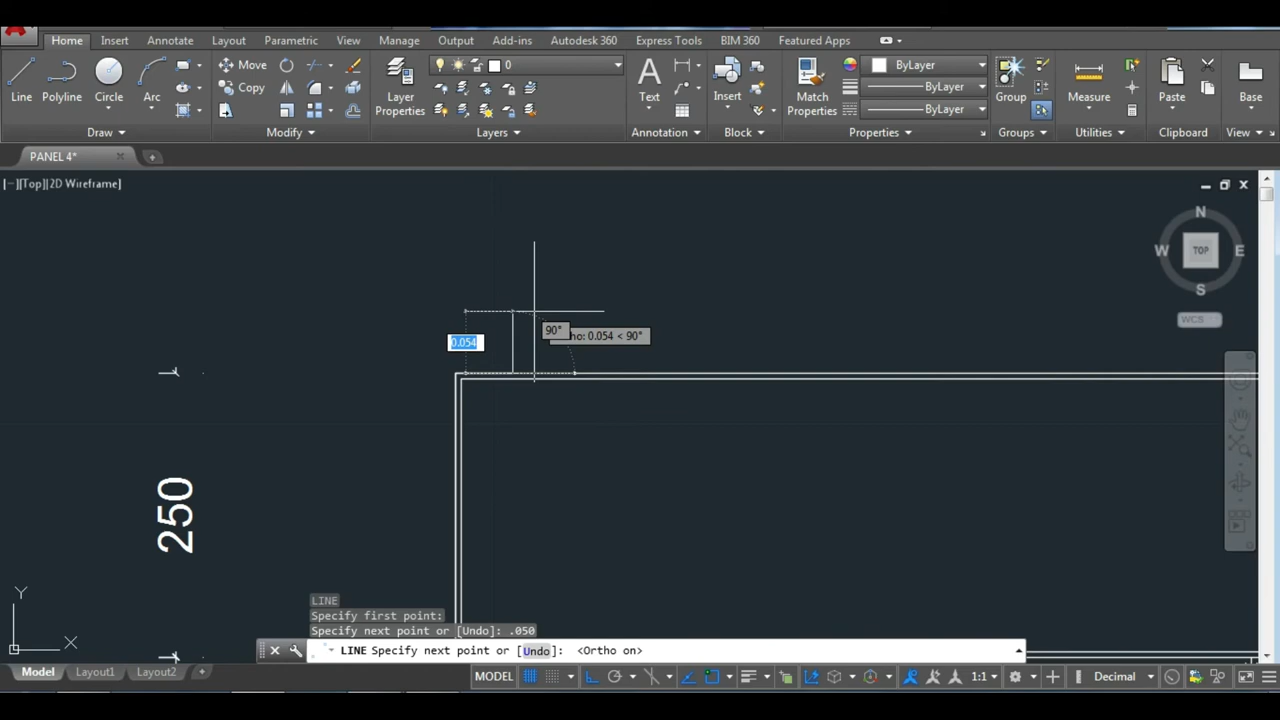 Home Insert Annotate Layout Parametric View Manage Output Add-ins Autodesk 360 Express Tools BIM 360 Featured Apps
Line Polyline Circle Arc
Move
Copy
Layer
Properties
0
Text
Insert
Match
Properties
ByLayer
ByLayer
ByLayer
Group
Measure
Paste
Base
Draw Modify Layers Annotation Block Properties Groups Utilities Clipboard View
PANEL 4*
[−][Top][2D Wireframe]
N
W TOP E
S
WCS
90°
ho: 0.054 < 90°
0.054
250
Y
X
LINE
Specify first point:
Specify next point or [Undo]: .050
LINE Specify next point or [Undo]: <Ortho on>
Model Layout1 Layout2 +
MODEL 1:1 Decimal